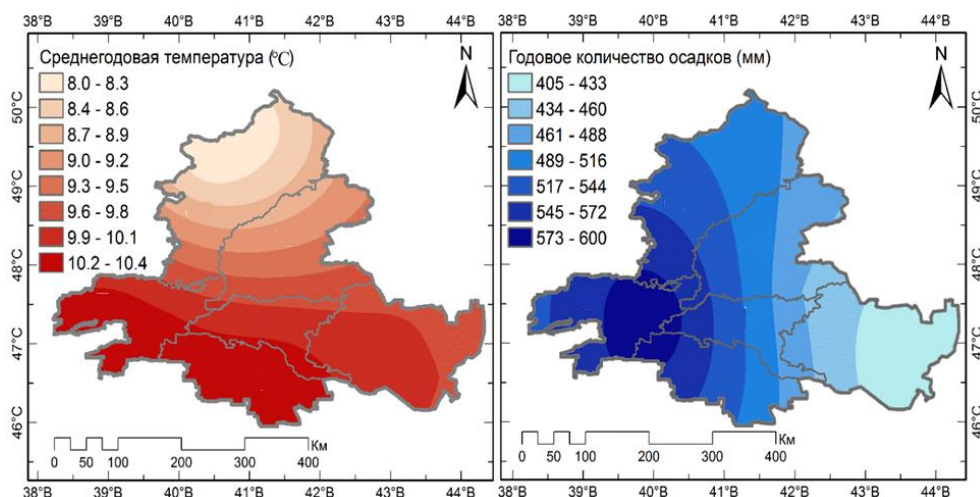 38°В 39°В 40°В 41°В 42°В 43°В 44°В
Среднегодовая температура (℃)
8.0 - 8.3
8.4 - 8.6
8.7 - 8.9
9.0 - 9.2
9.3 - 9.5
9.6 - 9.8
9.9 - 10.1
10.2 - 10.4
N
50°С
49°С
48°С
47°С
46°С
Км
0 50 100 200 300 400
38°В 39°В 40°В 41°В 42°В 43°В 44°В
38°В 39°В 40°В 41°В 42°В 43°В 44°В
Годовое количество осадков (мм)
405 - 433
434 - 460
461 - 488
489 - 516
517 - 544
545 - 572
573 - 600
N
50°С
49°С
48°С
47°С
46°С
50°С
49°С
48°С
47°С
46°С
Км
0 50 100 200 300 400
38°В 39°В 40°В 41°В 42°В 43°В 44°В